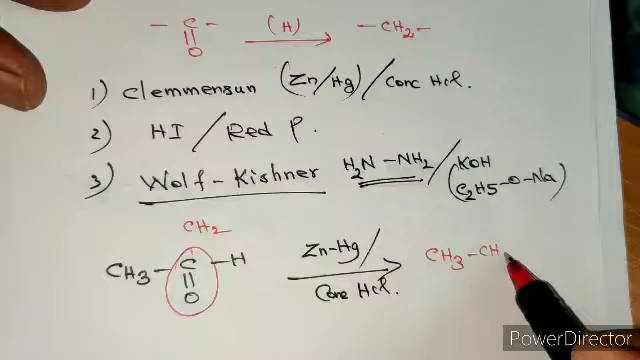 -C- (H) -CH2-
||
O
1) Clemmensun (Zn/Hg)/Conc Hcl.
2) HI / Red P.
3) Wolf-Kishner H2N-NH2/(KOH
C2H5-O-Na)
CH2
CH3-C-H Zn-Hg/ CH3-CH
|| Conc Hcl.
O
PowerDirector